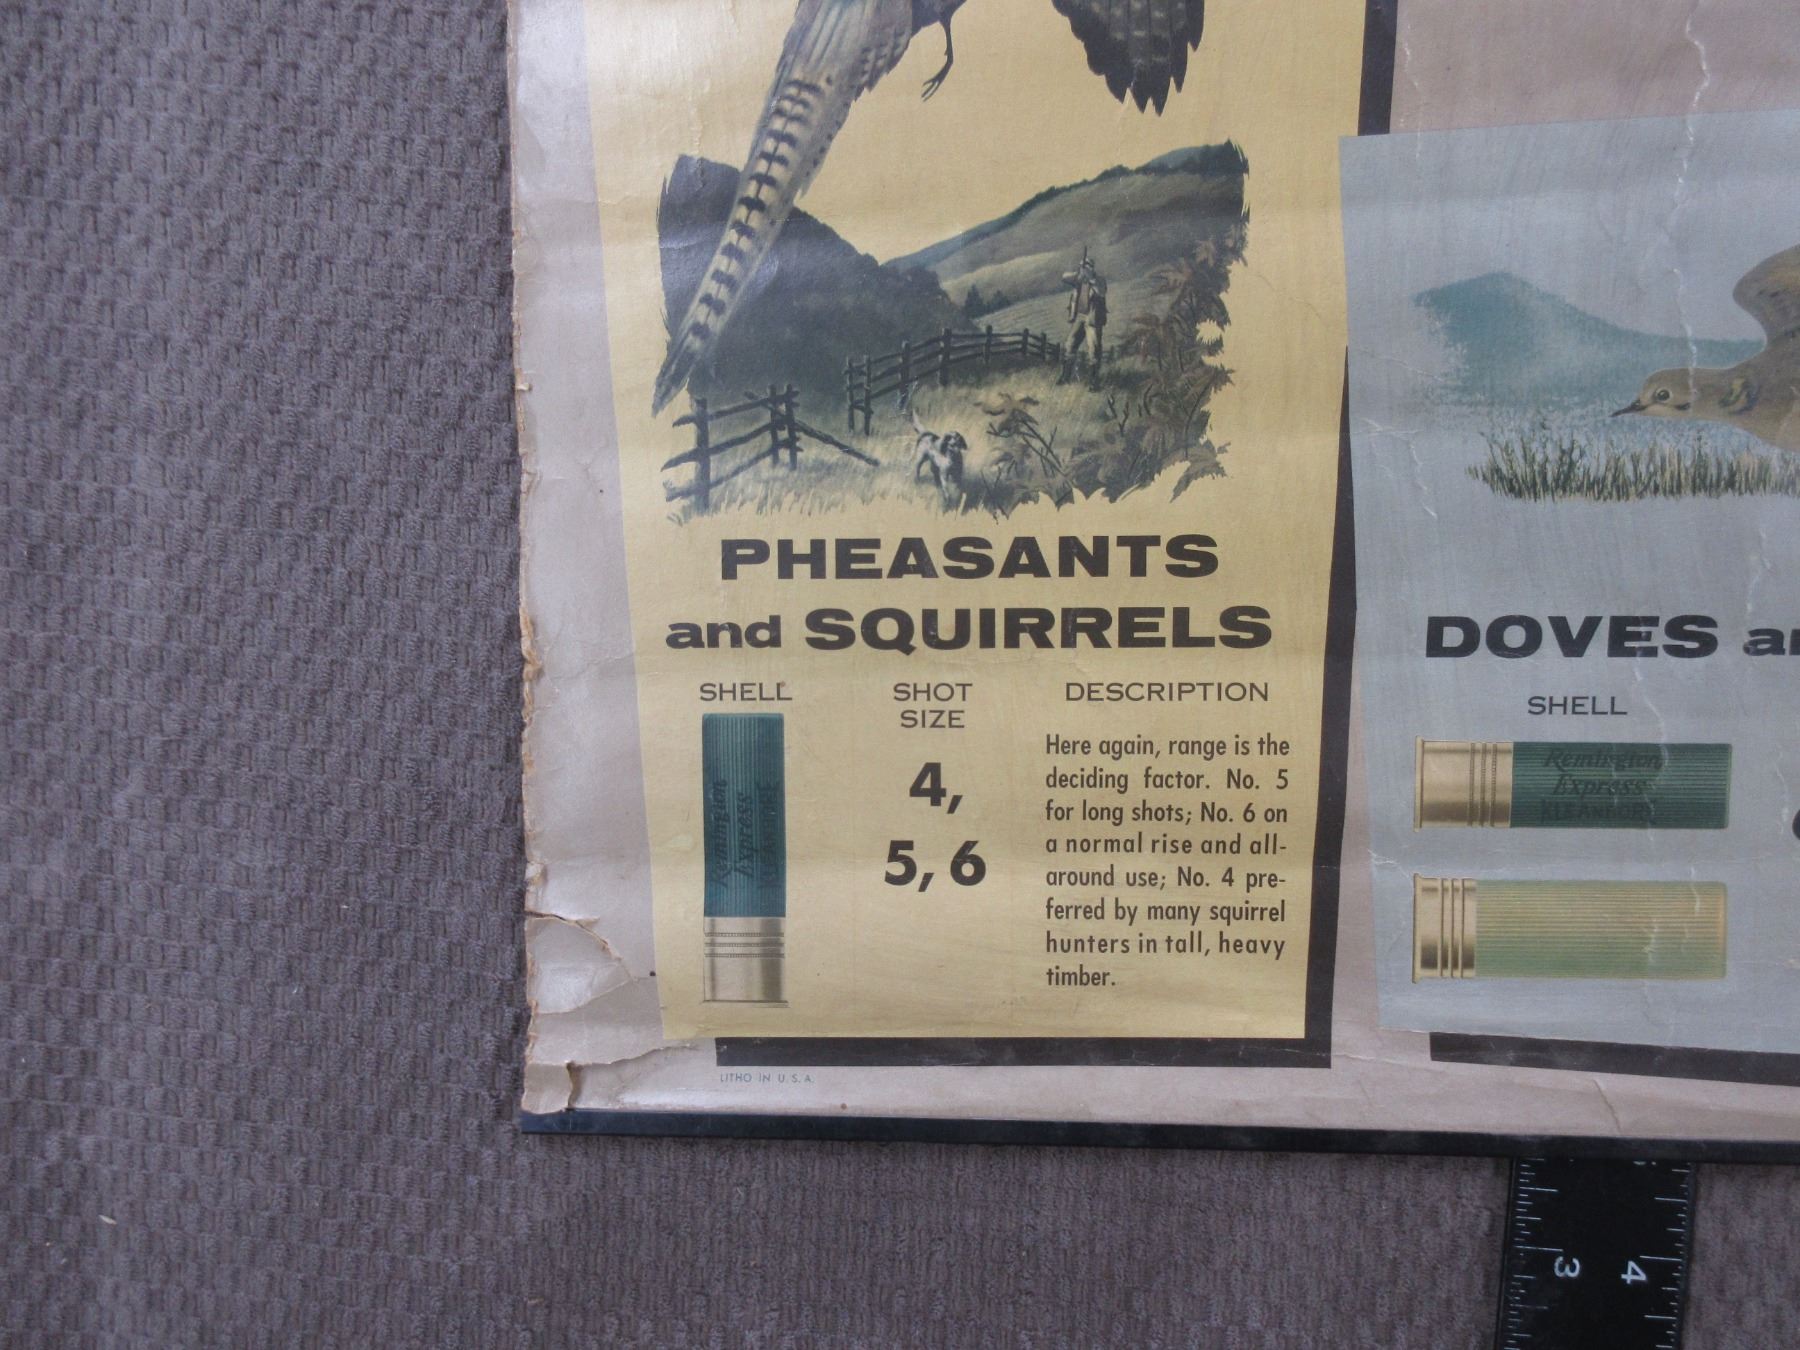 PHEASANTS
and SQUIRRELS
SHELL
SHOT
SIZE
DESCRIPTION
Remington
Express
4,
5, 6
Here again, range is the
deciding factor. No. 5
for long shots; No. 6 on
a normal rise and all-
around use; No. 4 pre-
ferred by many squirrel
hunters in tall, heavy
timber.
LITHO IN U.S.A.
DOVES
SHELL
Remington
Express
KLEANBORE
3
4